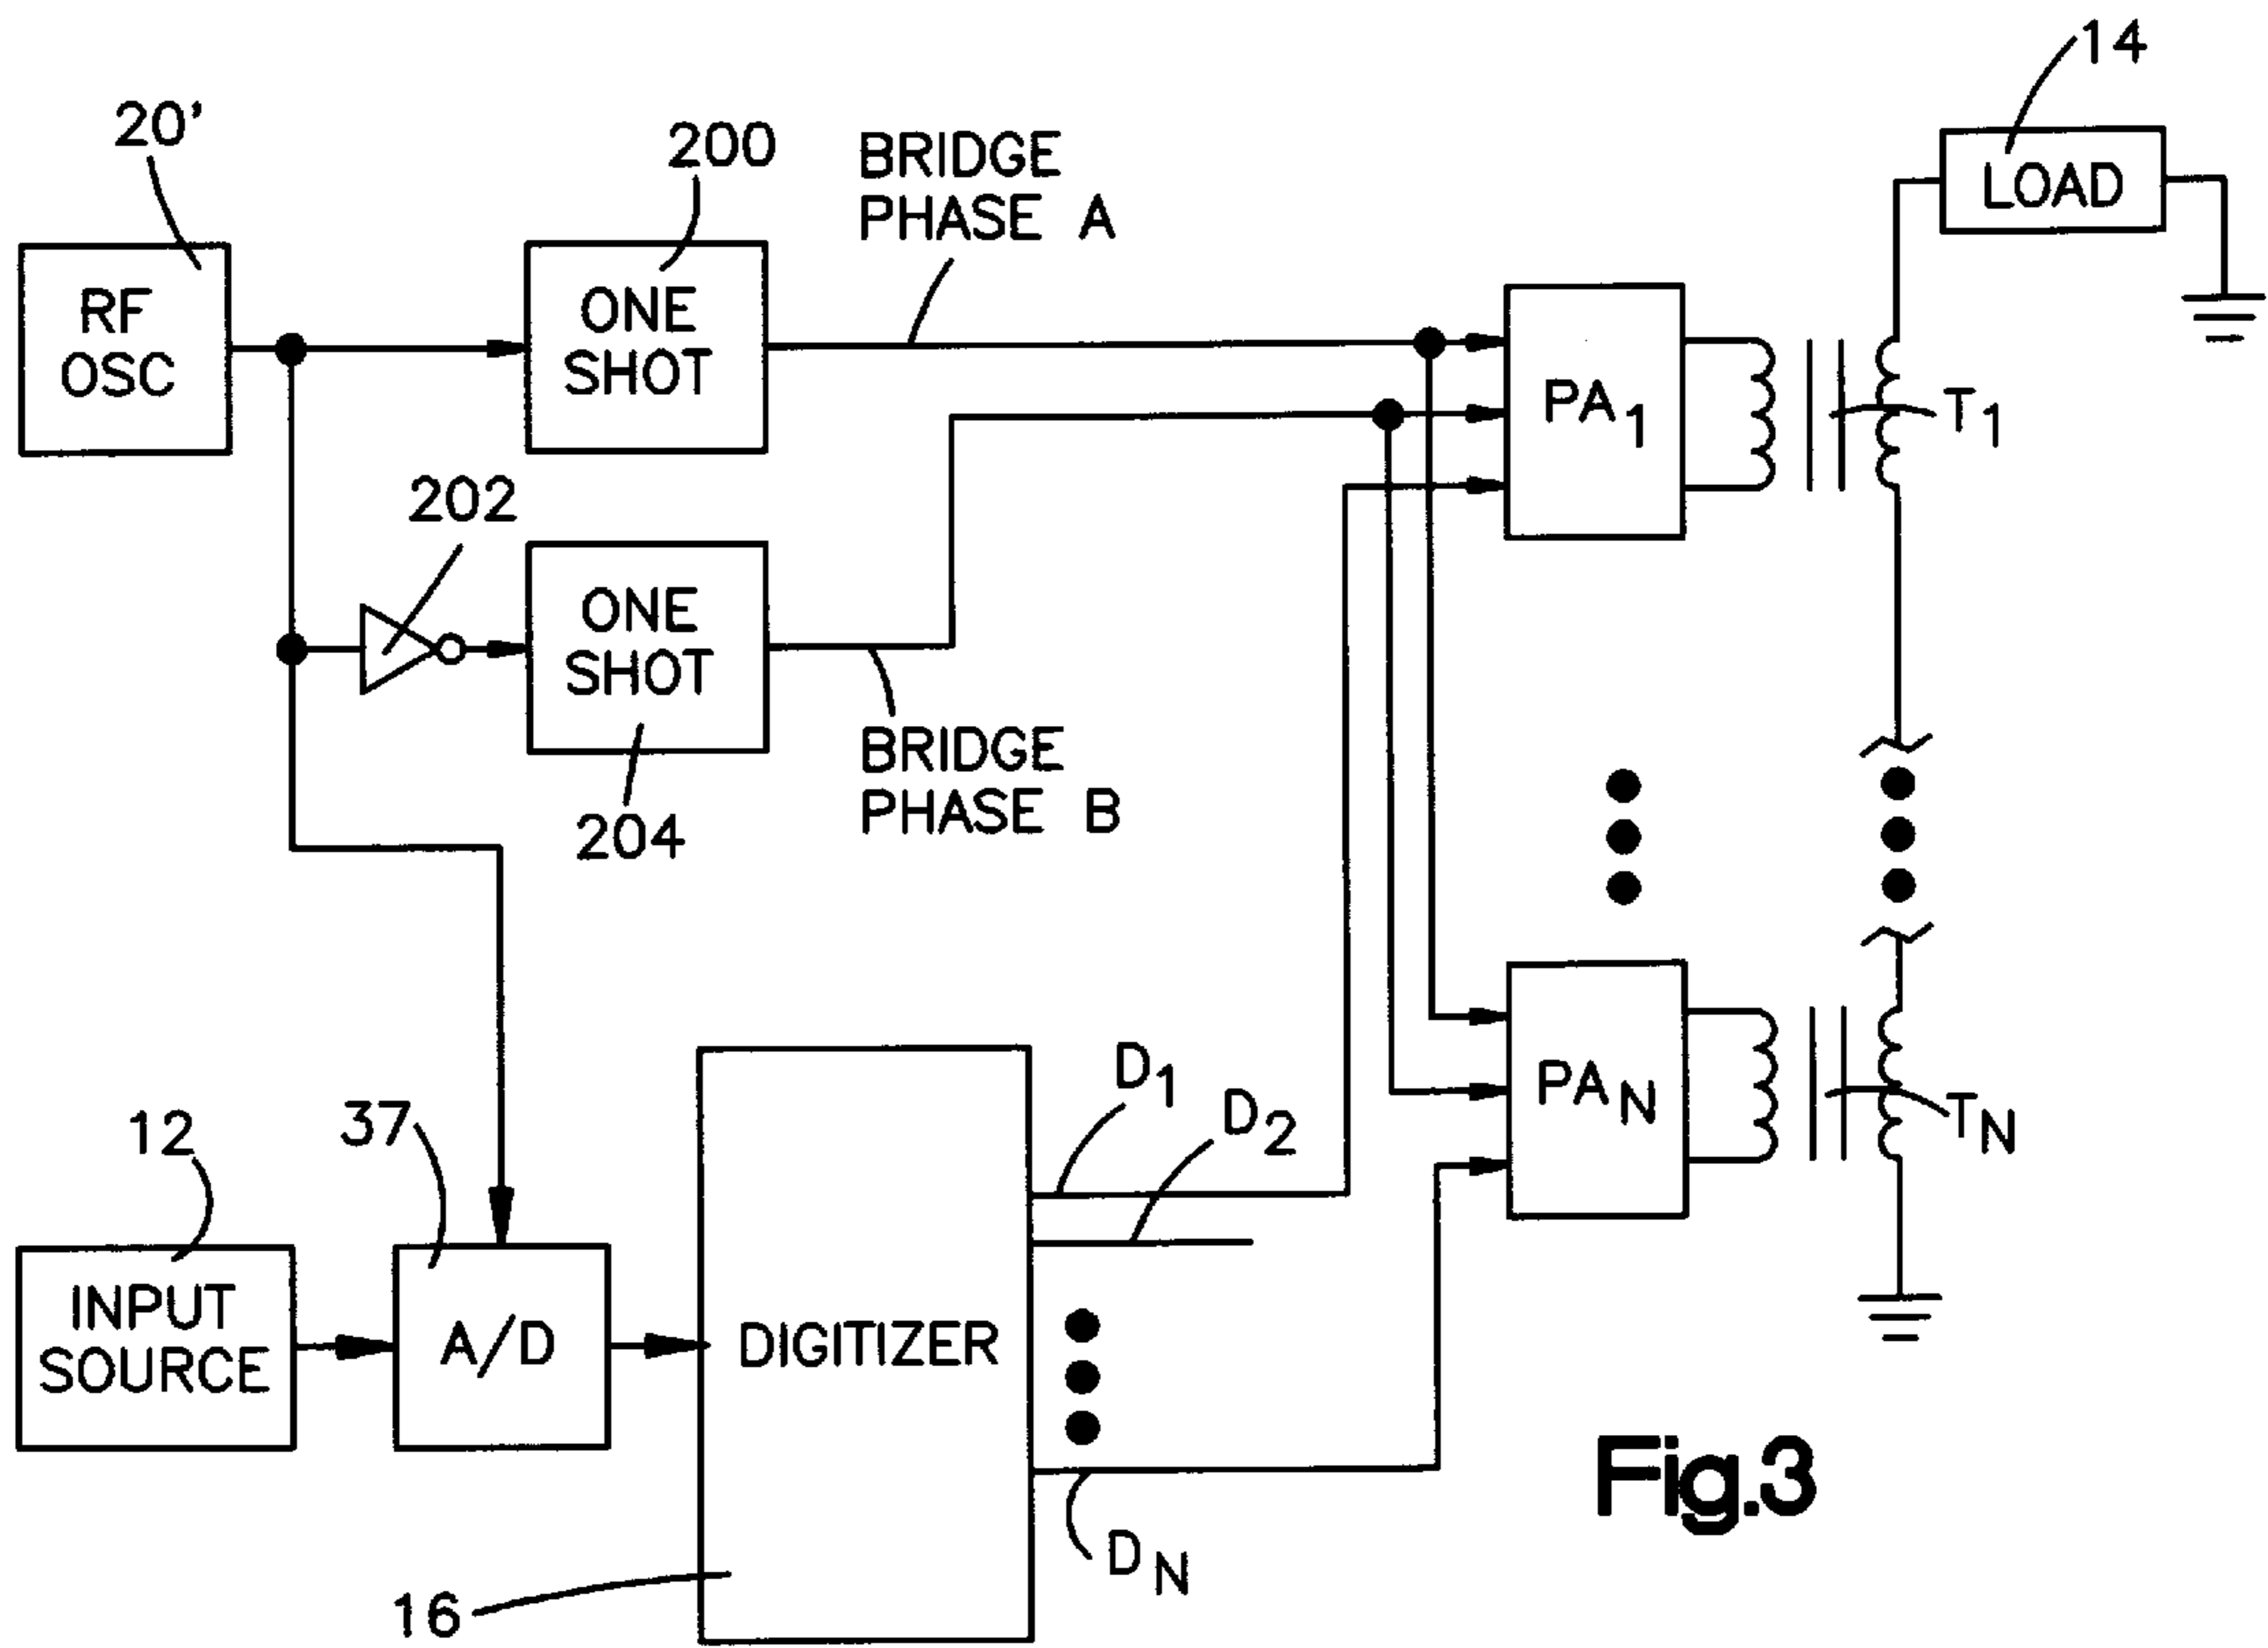 14
20'
200
BRIDGE
PHASE A
LOAD
RF
OSC
ONE
SHOT
PA1
T1
202
ONE
SHOT
204
BRIDGE
PHASE B
D1
D2
PAN
TN
12
37
INPUT
SOURCE
A/D
DIGITIZER
DN
16
Fig.3